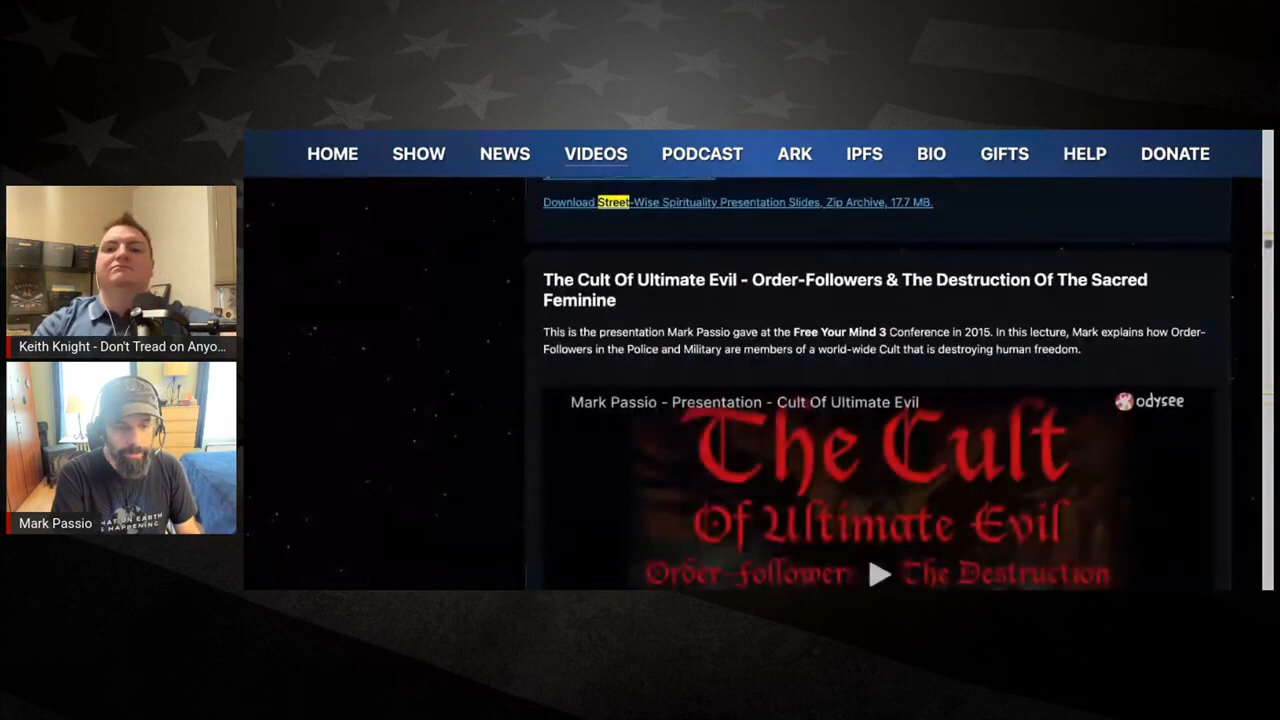 HOME SHOW NEWS VIDEOS PODCAST ARK IPFS BIO GIFTS HELP DONATE
Download Street-Wise Spirituality Presentation Slides, Zip Archive, 17.7 MB.
The Cult Of Ultimate Evil - Order-Followers & The Destruction Of The Sacred
Feminine
This is the presentation Mark Passio gave at the Free Your Mind 3 Conference in 2015. In this lecture, Mark explains how Order-
Followers in the Police and Military are members of a world-wide Cult that is destroying human freedom.
Mark Passio - Presentation - Cult Of Ultimate Evil
odysee
The Cult
Of Ultimate Evil
Order-Follower The Destruction
Keith Knight - Don't Tread on Anyo...
HAT ON EARTH
S HAPPENING
Mark Passio